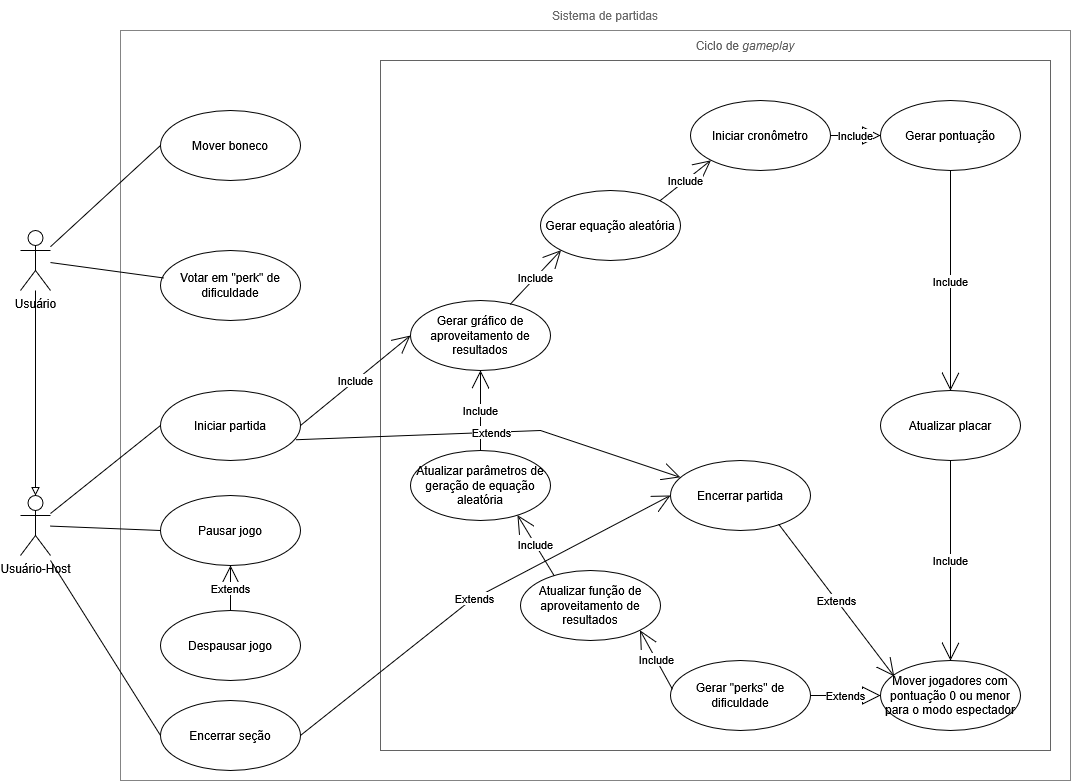 Sistema de partidas
Ciclo de gameplay
Iniciar cronômetro
Include
Gerar pontuação
Mover boneco
Include
Gerar equação aleatória
Usuário
Votar em "perk" de
dificuldade
Include
Include
Gerar gráfico de
aproveitamento de
resultados
Include
Include
Iniciar partida
Extends
Atualizar placar
Atualizar parâmetros de
geração de equação
aleatória
Encerrar partida
Usuário-Host
Pausar jogo
Include
Include
Extends
Extends
Atualizar função de
aproveitamento de
resultados
Extends
Despausar jogo
Include
Gerar "perks" de
dificuldade
Extends
Mover jogadores com
pontuação 0 ou menor
para o modo espectador
Encerrar seção